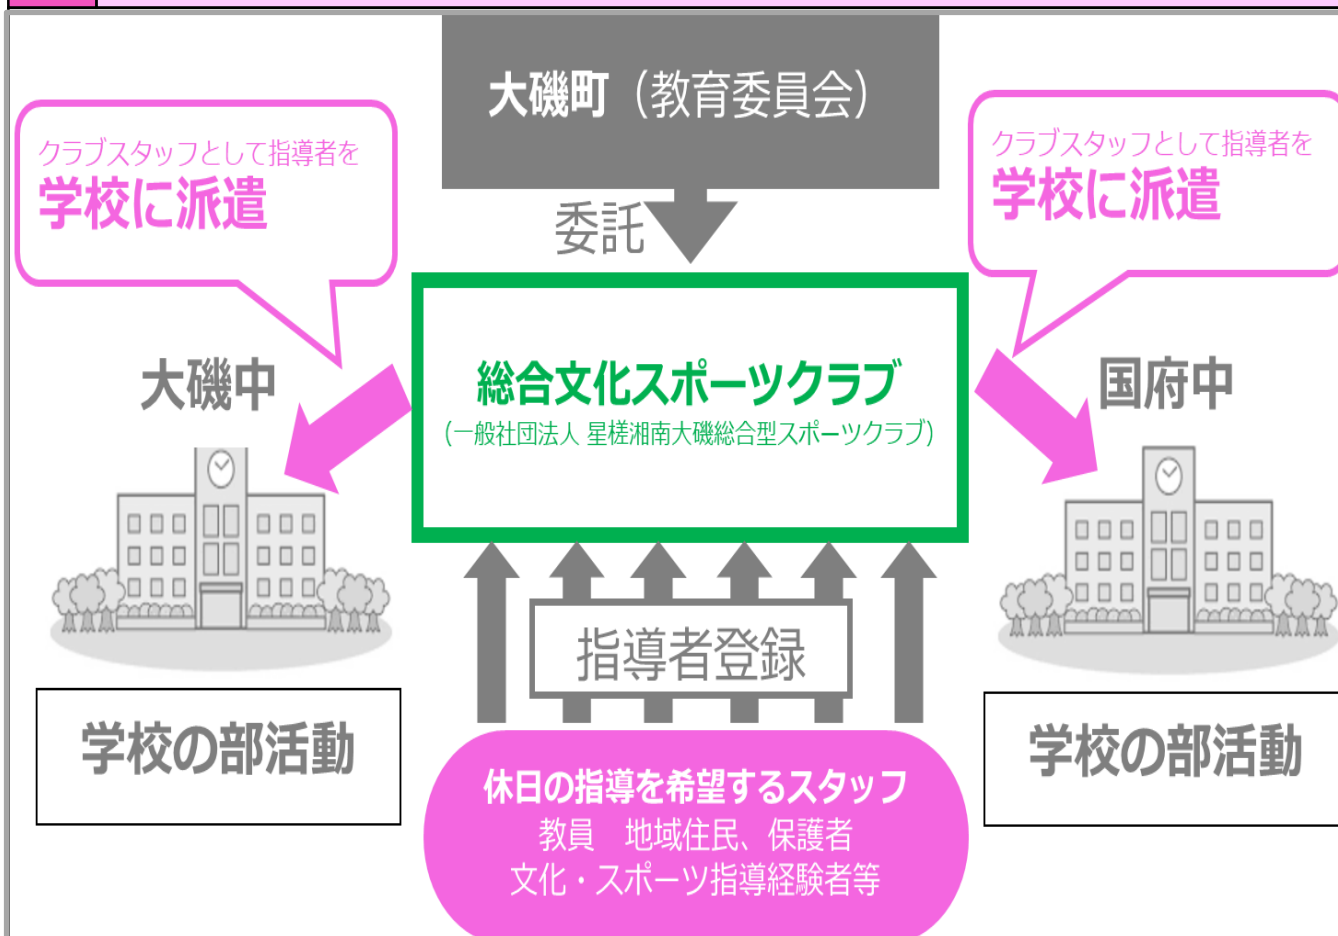 大磯町（教育委員会）
クラブスタッフとして指導者を
学校に派遣
クラブスタッフとして指導者を
学校に派遣
委託
大磯中
総合文化スポーツクラブ
（一般社団法人 星槎湘南大磯総合型スポーツクラブ）
国府中
指導者登録
学校の部活動
学校の部活動
休日の指導を希望するスタッフ
教員　地域住民、保護者
文化・スポーツ指導経験者等